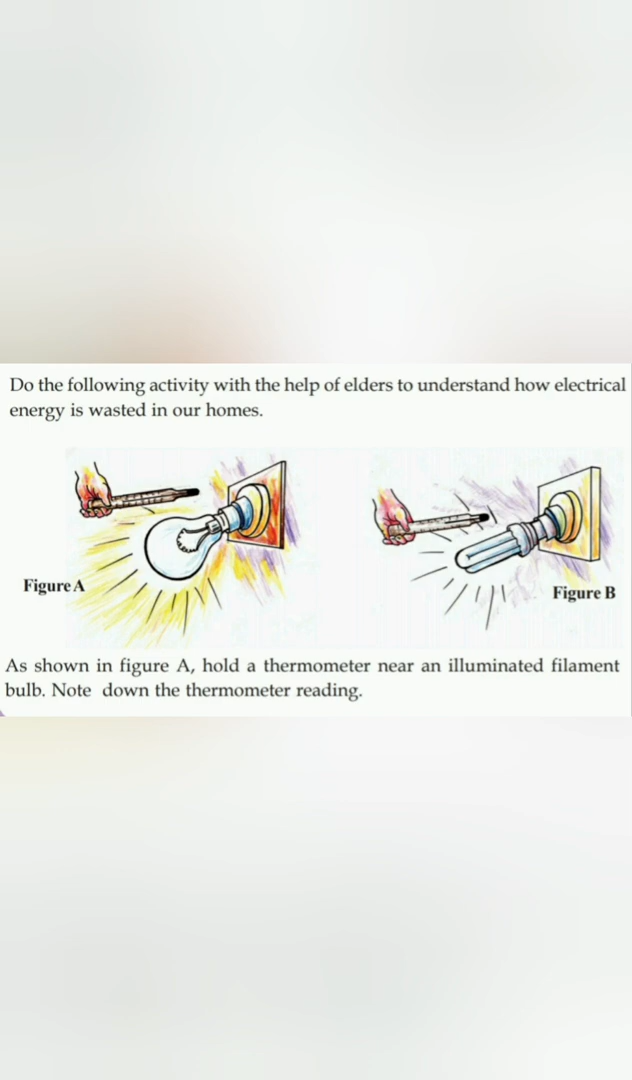 Do the following activity with the help of elders to understand how electrical
energy is wasted in our homes.
Figure A
Figure B
As shown in figure A, hold a thermometer near an illuminated filament
bulb. Note down the thermometer reading.